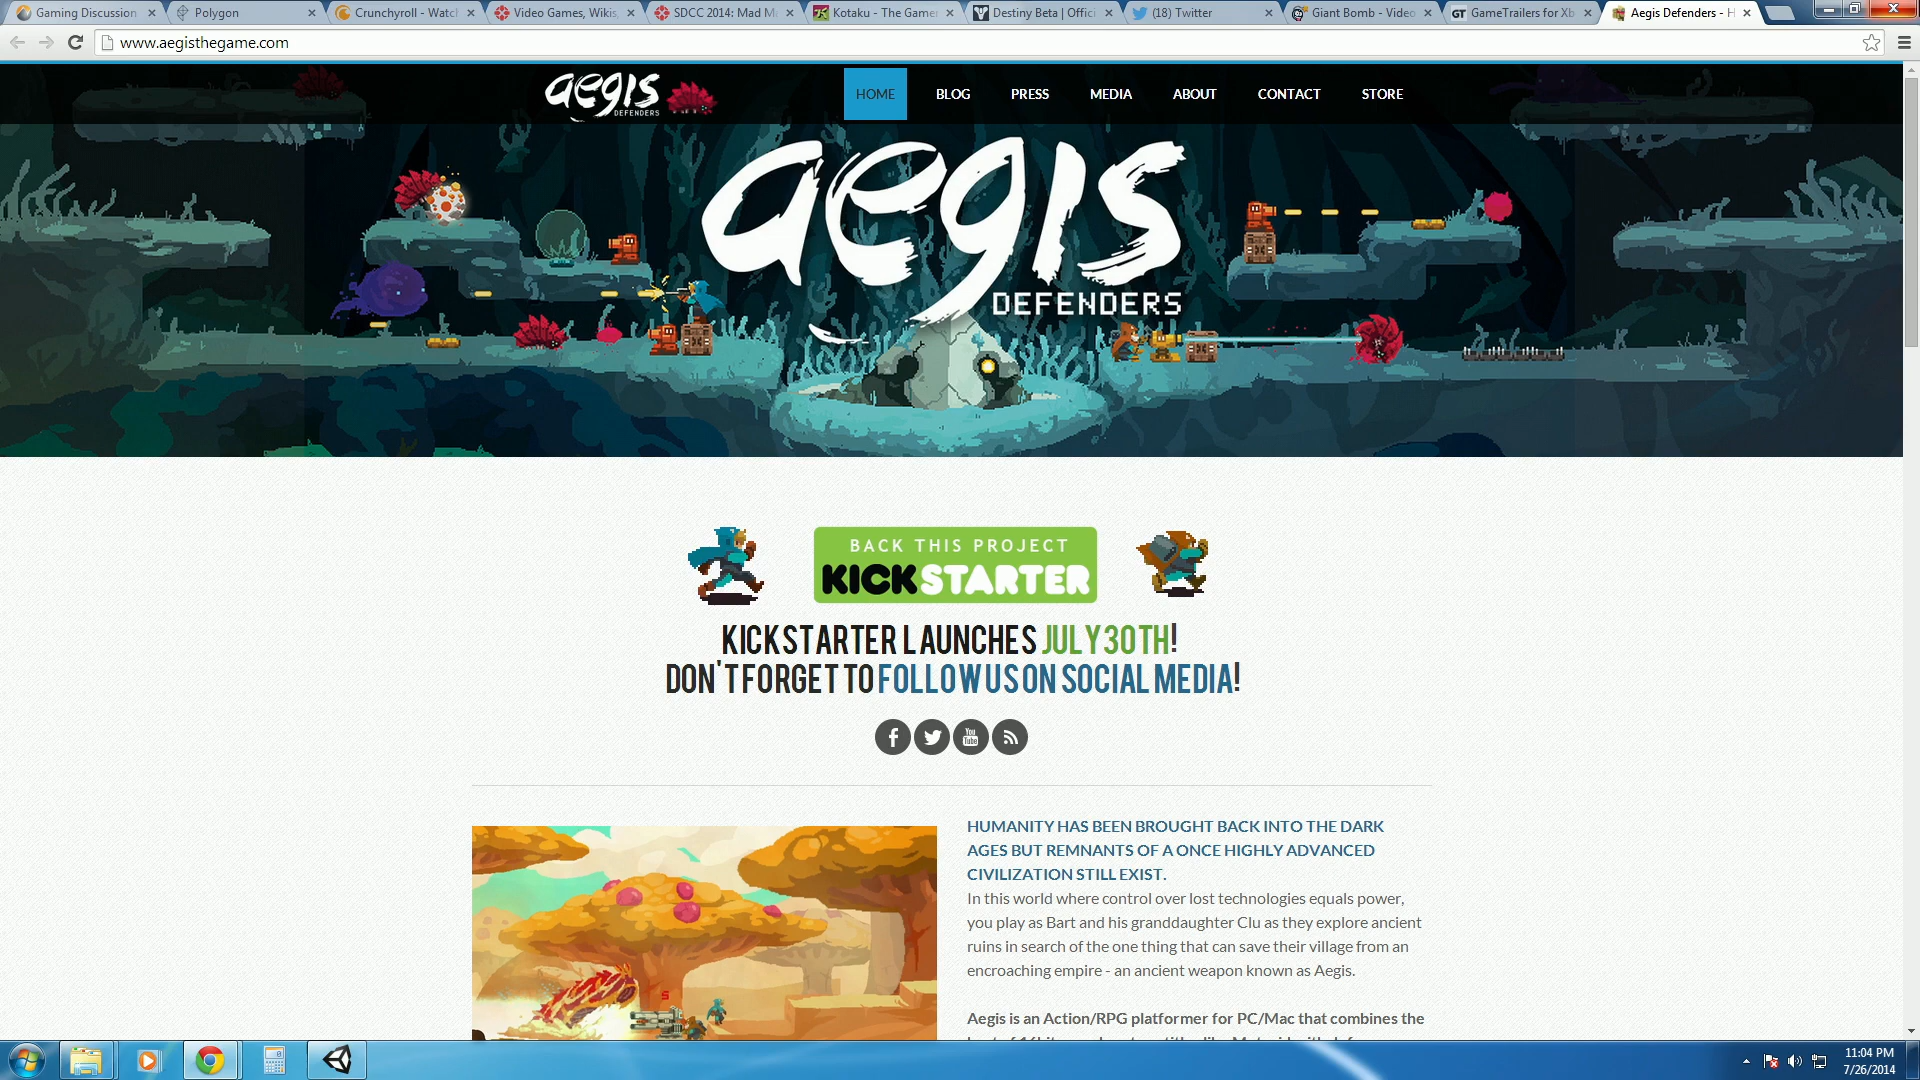 Gaming Discussion
Polygon
Crunchyroll - Watch
Video Games, Wikis,
SDCC 2014: Mad M
Kotaku - The Gamer
Destiny Beta | Offici
(18) Twitter
Giant Bomb - Video
GameTrailers for Xb
Aegis Defenders - H
www.aegisthegame.com
aegis
DEFENDERS
HOME
BLOG
PRESS
MEDIA
ABOUT
CONTACT
STORE
aegis
DEFENDERS
BACK THIS PROJECT
KICKSTARTER
KICKSTARTER LAUNCHES JULY 30TH!
DON'T FORGET TO FOLLOW US ON SOCIAL MEDIA!
You
Tube
HUMANITY HAS BEEN BROUGHT BACK INTO THE DARK
AGES BUT REMNANTS OF A ONCE HIGHLY ADVANCED
CIVILIZATION STILL EXIST.
In this world where control over lost technologies equals power,
you play as Bart and his granddaughter Clu as they explore ancient
ruins in search of the one thing that can save their village from an
encroaching empire - an ancient weapon known as Aegis.
Aegis is an Action/RPG platformer for PC/Mac that combines the
5
11:04 PM
7/26/2014